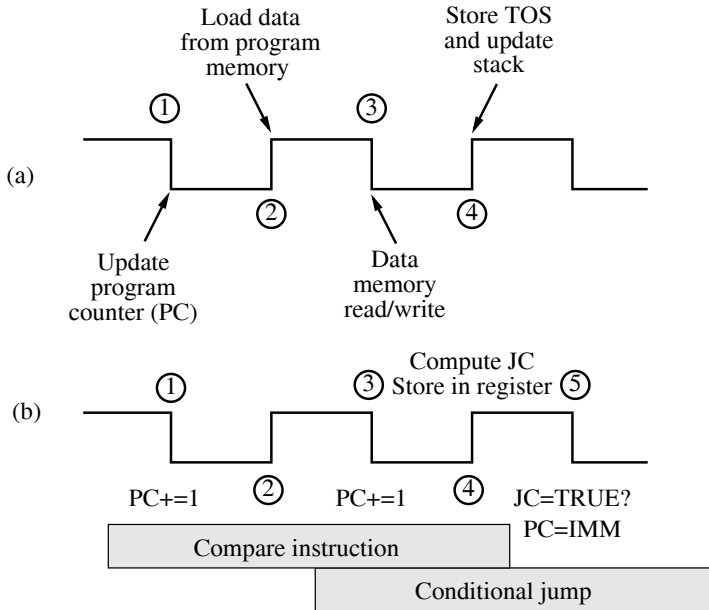 Load data
from program
memory
Store TOS
and update
stack
1
3
(a)
2
4
Update
program
counter (PC)
Data
memory
read/write
Compute JC
Store in register
1
3
5
(b)
PC+=1
2
PC+=1
4
JC=TRUE?
PC=IMM
Compare instruction
Conditional jump